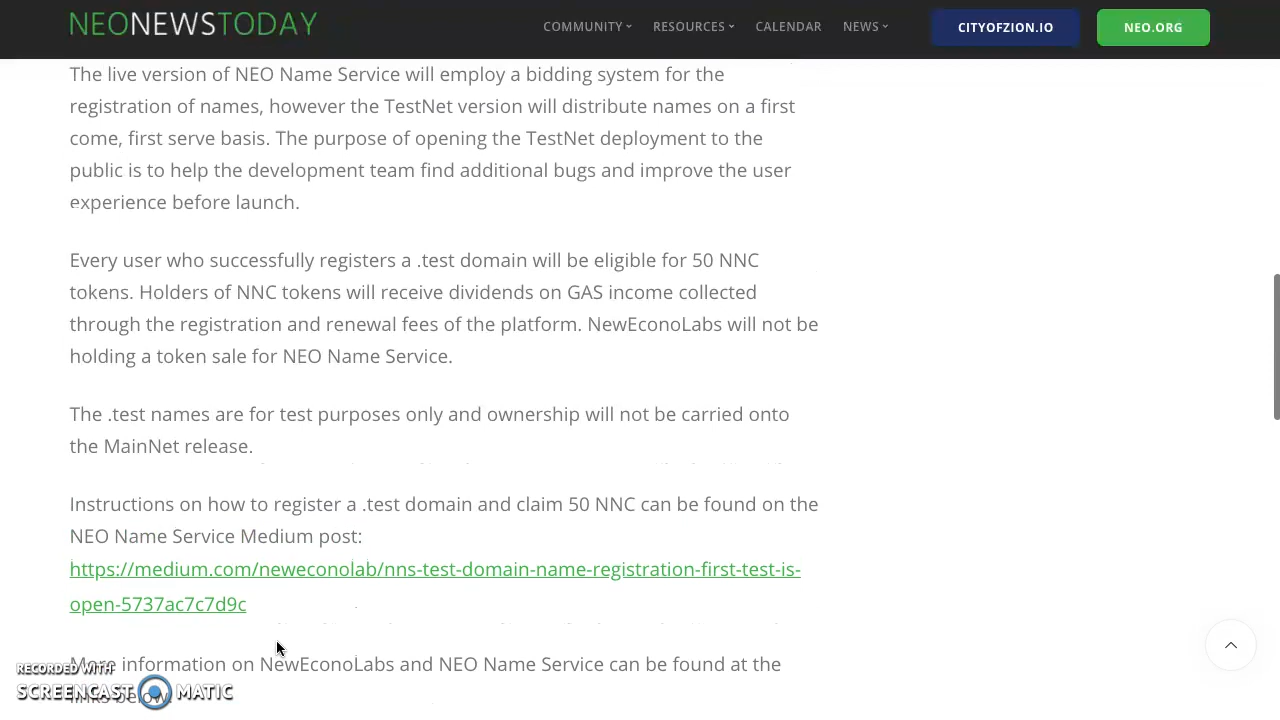 NEONEWSTODAY
COMMUNITY
RESOURCES
CALENDAR
NEWS
CITYOFZION.IO
NEO.ORG
The live version of NEO Name Service will employ a bidding system for the
registration of names, however the TestNet version will distribute names on a first
come, first serve basis. The purpose of opening the TestNet deployment to the
public is to help the development team find additional bugs and improve the user
experience before launch.
Every user who successfully registers a .test domain will be eligible for 50 NNC
tokens. Holders of NNC tokens will receive dividends on GAS income collected
through the registration and renewal fees of the platform. NewEconoLabs will not be
holding a token sale for NEO Name Service.
The .test names are for test purposes only and ownership will not be carried onto
the MainNet release.
Instructions on how to register a .test domain and claim 50 NNC can be found on the
NEO Name Service Medium post:
https://medium.com/neweconolab/nns-test-domain-name-registration-first-test-is-
open-5737ac7c7d9c
More information on NewEconoLabs and NEO Name Service can be found at the
links below.
RECORDED WITH
SCREENCAST MATIC